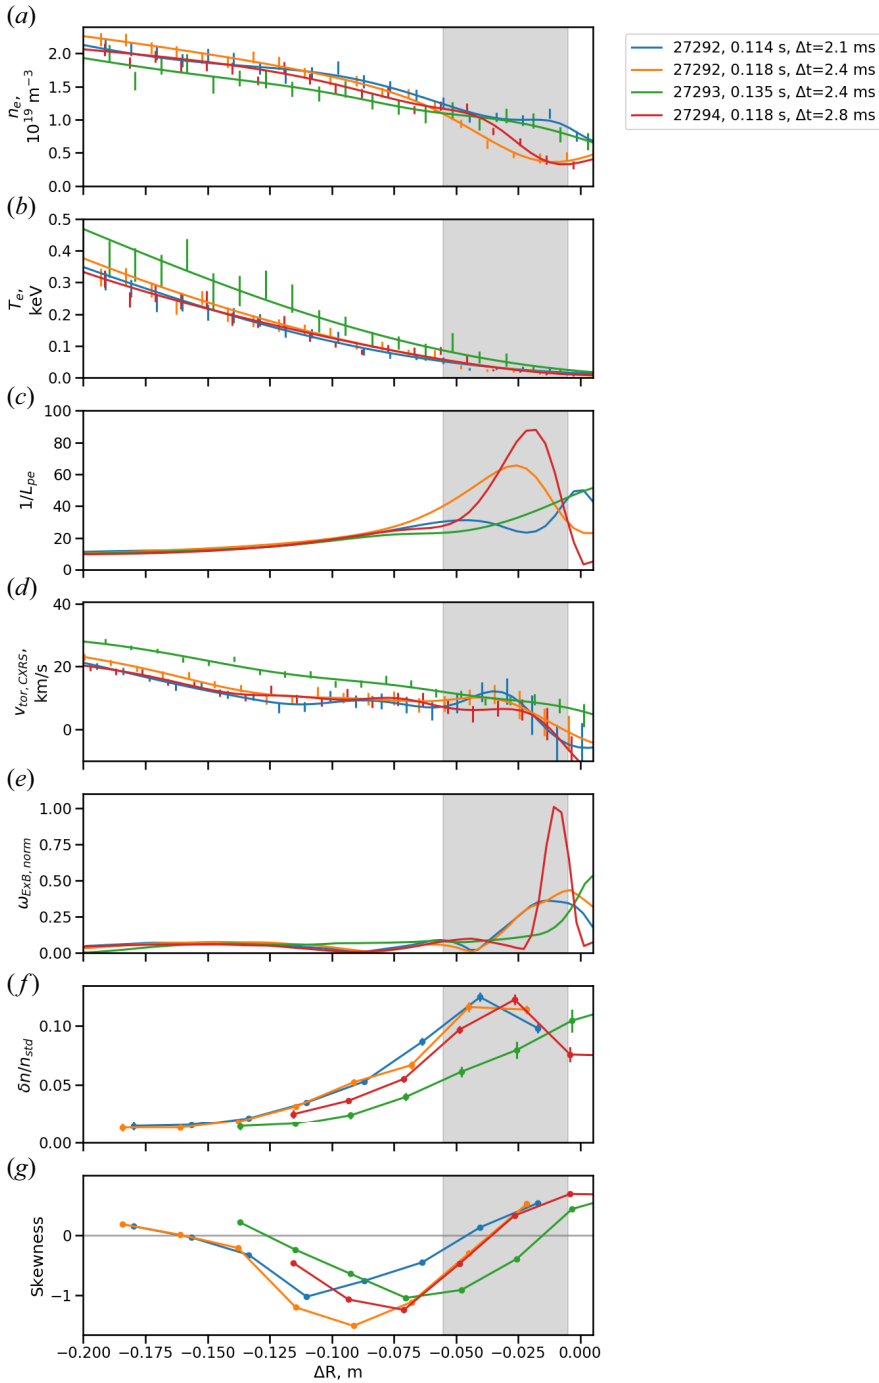 (a)
2.0
1.5
1.0
0.5
0.0
n_e,
10^19 m^−3
27292, 0.114 s, Δt=2.1 ms
27292, 0.118 s, Δt=2.4 ms
27293, 0.135 s, Δt=2.4 ms
27294, 0.118 s, Δt=2.8 ms
(b)
0.5
0.4
0.3
0.2
0.1
0.0
T_e,
keV
(c)
100
80
60
40
20
0
1/L_pe
(d)
40
20
0
v_tor, CXRS,
km/s
(e)
1.00
0.75
0.50
0.25
0.00
ω_ExB, norm
(f)
0.10
0.05
0.00
δn/n_std
(g)
0
−1
Skewness
−0.200 −0.175 −0.150 −0.125 −0.100 −0.075 −0.050 −0.025 0.000
ΔR, m